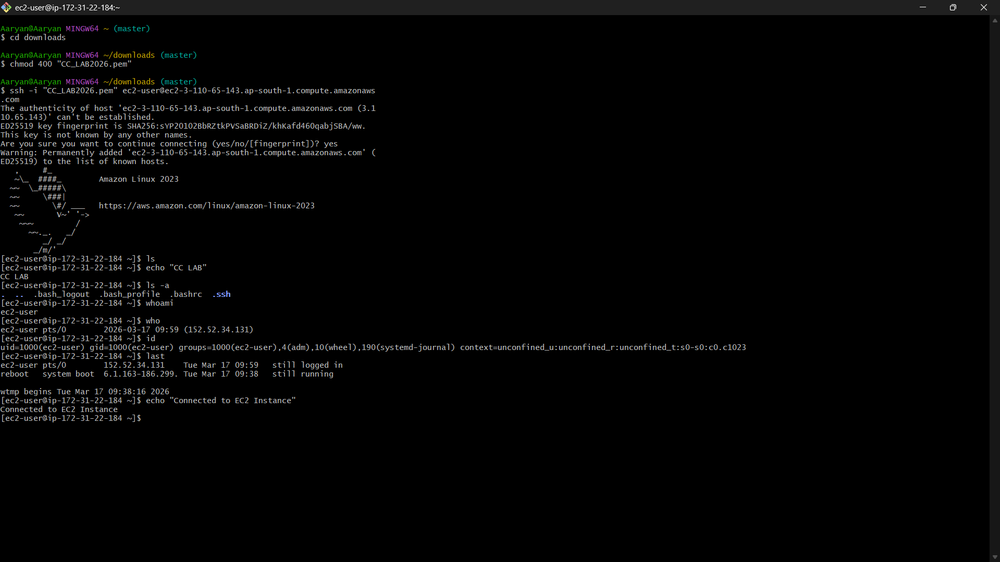 ec2-user@ip-172-31-22-184:~
Aaryan@Aaryan MINGW64 ~ (master)
$ cd downloads
Aaryan@Aaryan MINGW64 ~/downloads (master)
$ chmod 400 "CC_LAB2026.pem"
Aaryan@Aaryan MINGW64 ~/downloads (master)
$ ssh -i "CC_LAB2026.pem" ec2-user@ec2-3-110-65-143.ap-south-1.compute.amazonaws
.com
The authenticity of host 'ec2-3-110-65-143.ap-south-1.compute.amazonaws.com (3.1
10.65.143)' can't be established.
ED25519 key fingerprint is SHA256:sYP20102BbRZtkPVSaBRDiZ/khKafd460qabjSBA/ww.
This key is not known by any other names.
Are you sure you want to continue connecting (yes/no/[fingerprint])? yes
Warning: Permanently added 'ec2-3-110-65-143.ap-south-1.compute.amazonaws.com' (
ED25519) to the list of known hosts.
   ,     #_
   ~\_  ####_        Amazon Linux 2023
  ~~  \_#####\
  ~~     \###|
  ~~       \#/ ___   https://aws.amazon.com/linux/amazon-linux-2023
   ~~       V~' '->
    ~~~         /
      ~~._.   _/
         _/ _/
       _/m/'
[ec2-user@ip-172-31-22-184 ~]$ ls
[ec2-user@ip-172-31-22-184 ~]$ echo "CC LAB"
CC LAB
[ec2-user@ip-172-31-22-184 ~]$ ls -a
.  ..  .bash_logout  .bash_profile  .bashrc  .ssh
[ec2-user@ip-172-31-22-184 ~]$ whoami
ec2-user
[ec2-user@ip-172-31-22-184 ~]$ who
ec2-user pts/0        2026-03-17 09:59 (152.52.34.131)
[ec2-user@ip-172-31-22-184 ~]$ id
uid=1000(ec2-user) gid=1000(ec2-user) groups=1000(ec2-user),4(adm),10(wheel),190(systemd-journal) context=unconfined_u:unconfined_r:unconfined_t:s0-s0:c0.c1023
[ec2-user@ip-172-31-22-184 ~]$ last
ec2-user pts/0        152.52.34.131    Tue Mar 17 09:59   still logged in
reboot   system boot  6.1.163-186.299. Tue Mar 17 09:38   still running
wtmp begins Tue Mar 17 09:38:16 2026
[ec2-user@ip-172-31-22-184 ~]$ echo "Connected to EC2 Instance"
Connected to EC2 Instance
[ec2-user@ip-172-31-22-184 ~]$